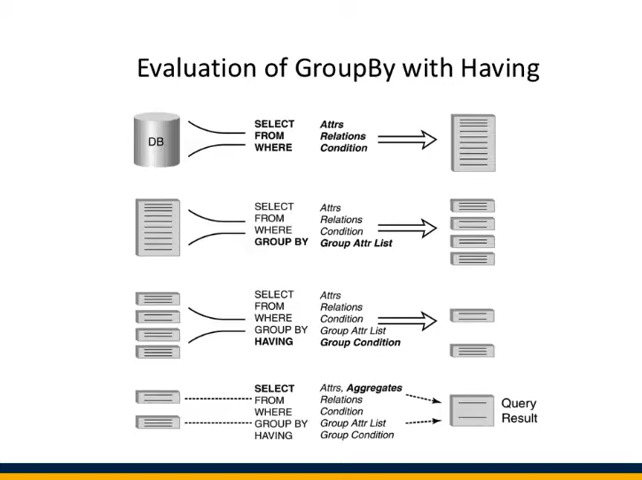 Evaluation of GroupBy with Having
DB
SELECT Attrs
FROM Relations
WHERE Condition
SELECT Attrs
FROM Relations
WHERE Condition
GROUP BY Group Attr List
SELECT Attrs
FROM Relations
WHERE Condition
GROUP BY Group Attr List
HAVING Group Condition
SELECT Attrs, Aggregates
FROM Relations
WHERE Condition
GROUP BY Group Attr List
HAVING Group Condition
Query
Result